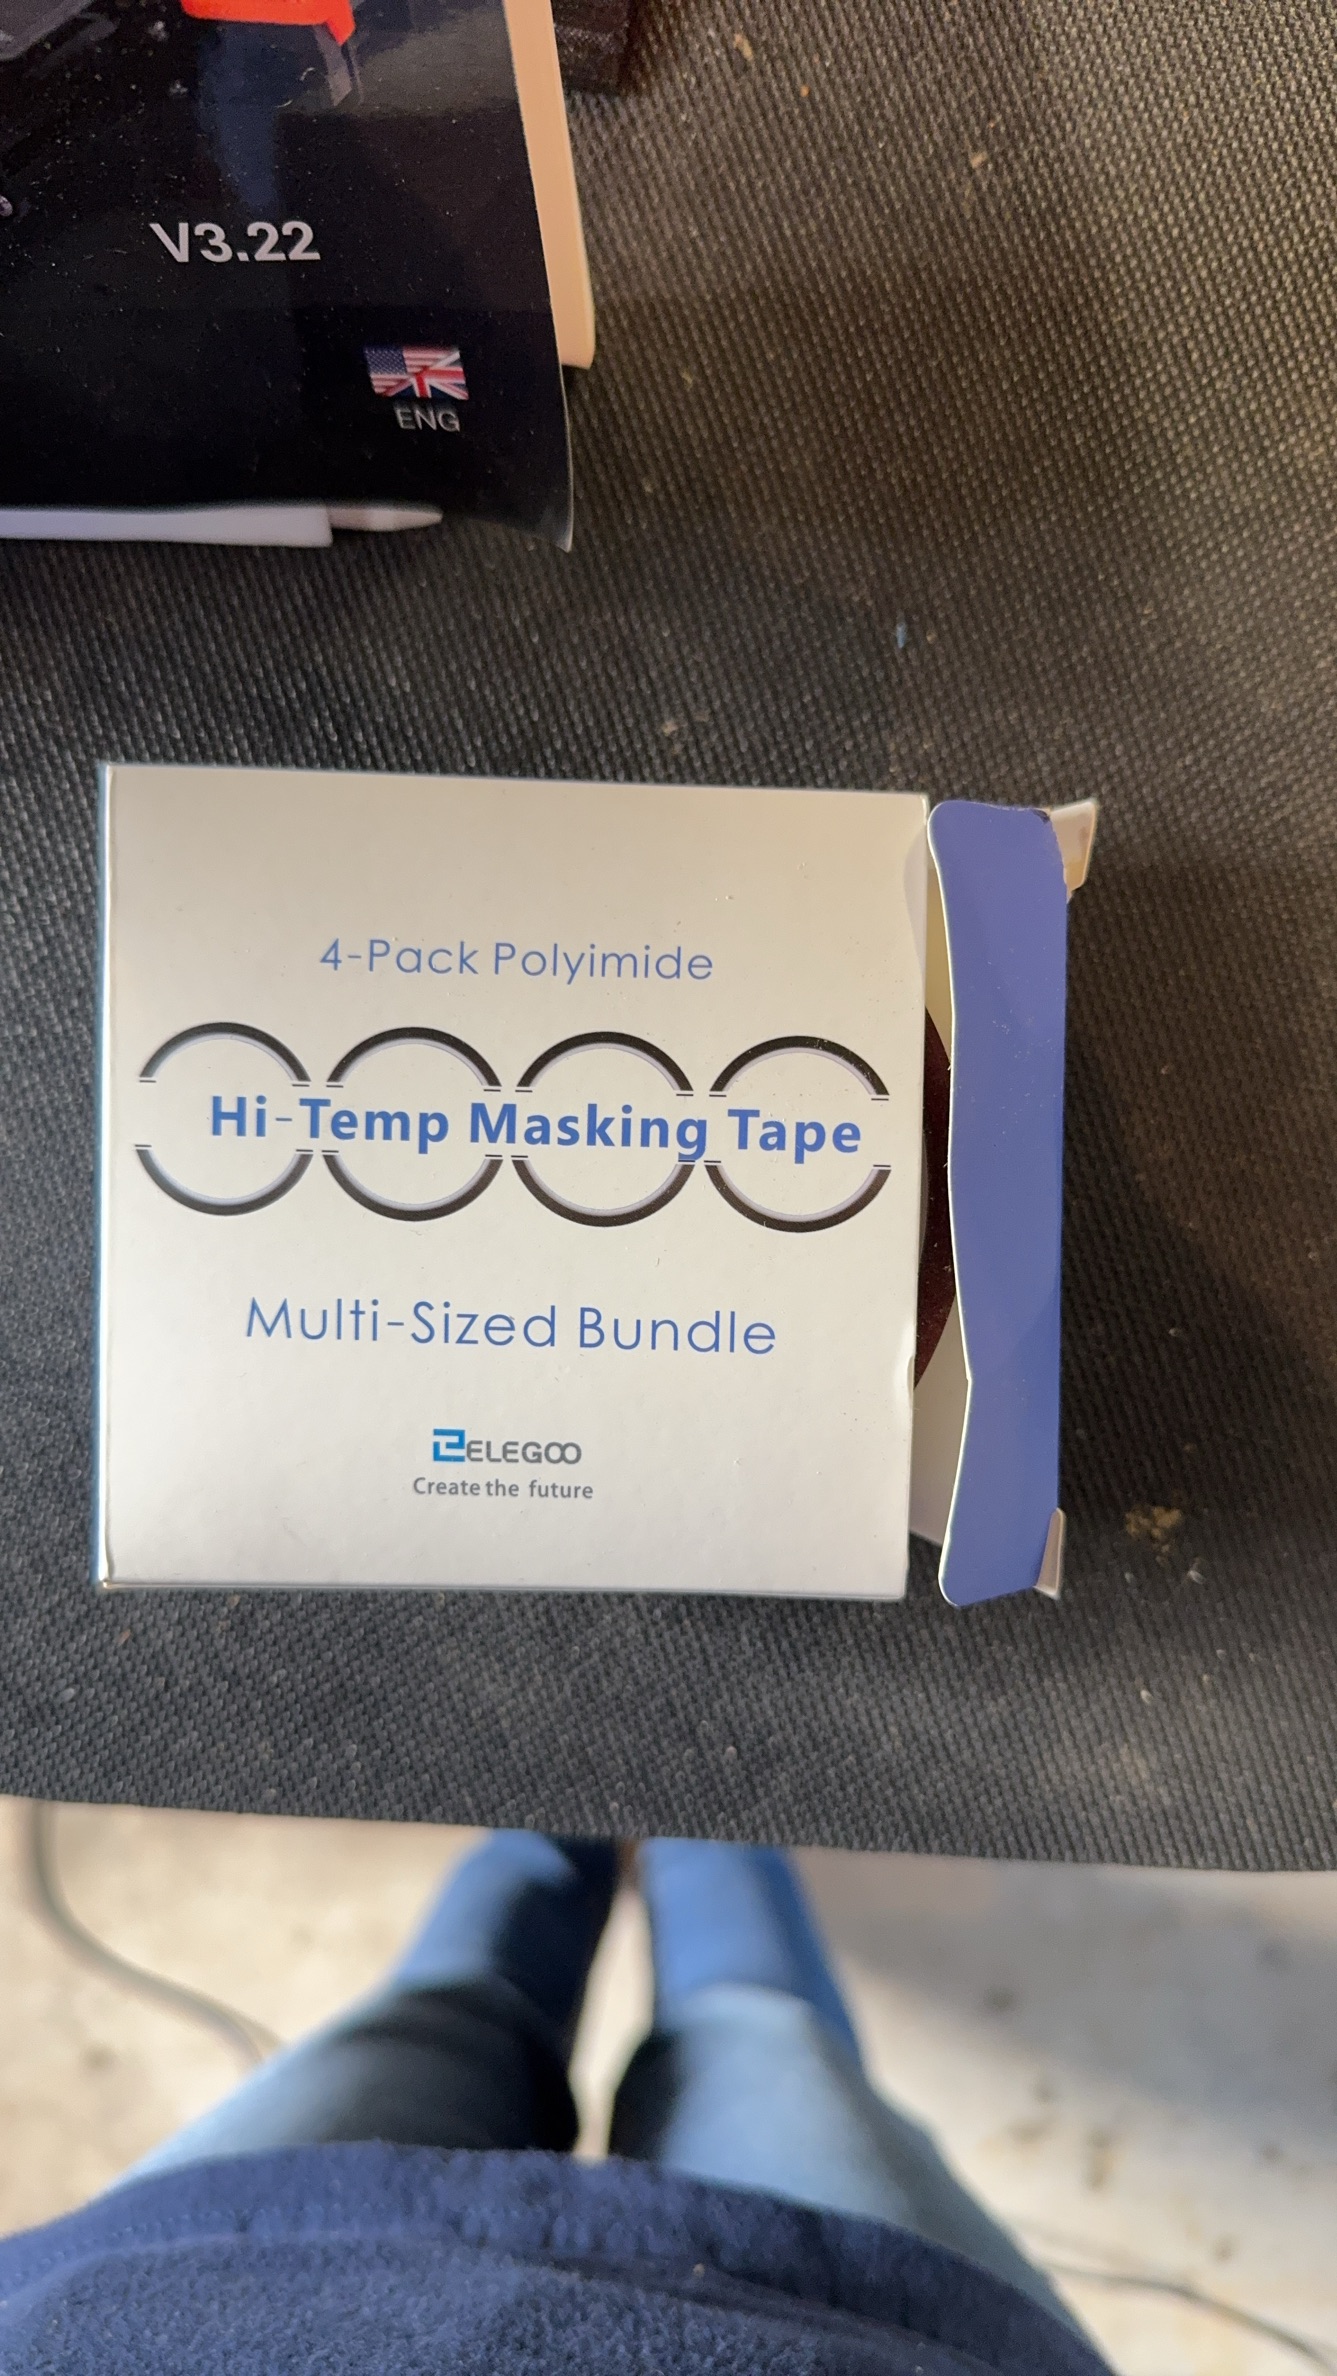 V3.22
ENG
4-Pack Polyimide
Hi-Temp Masking Tape
Multi-Sized Bundle
ELEGOO
Create the future